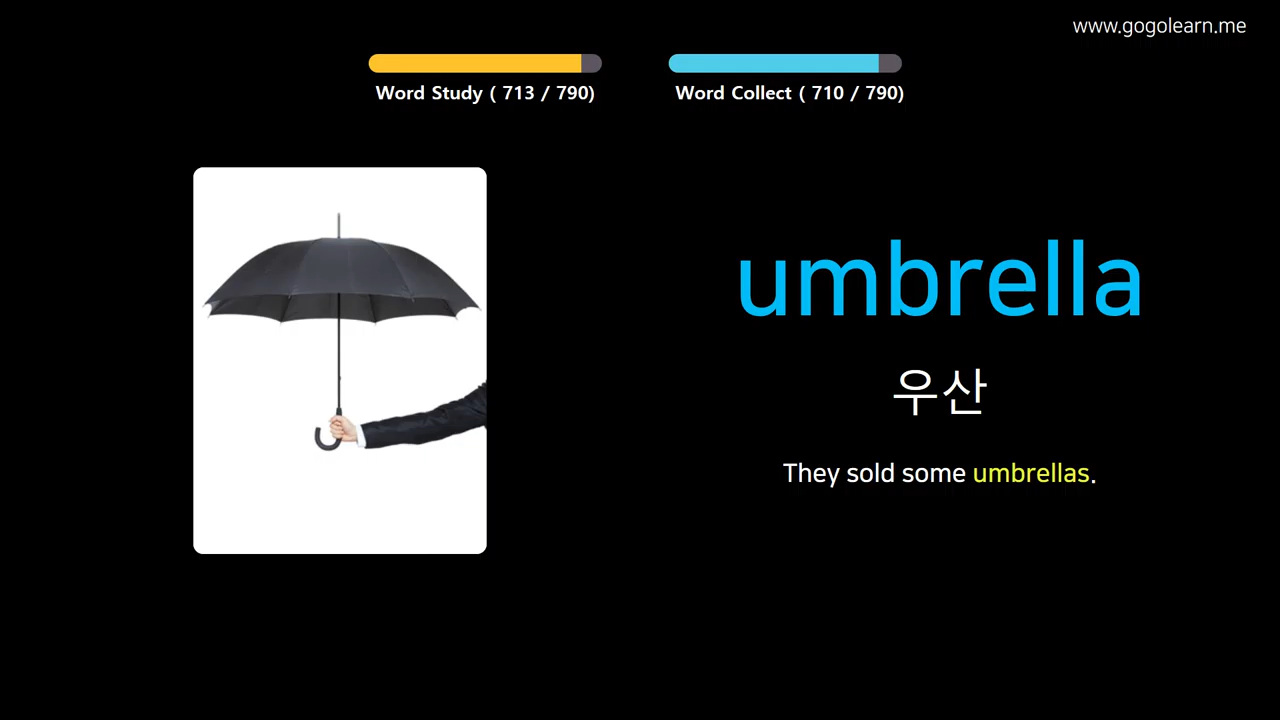 www.gogolearn.me
Word Study ( 713 / 790)
Word Collect ( 710 / 790)
umbrella
우산
They sold some umbrellas.